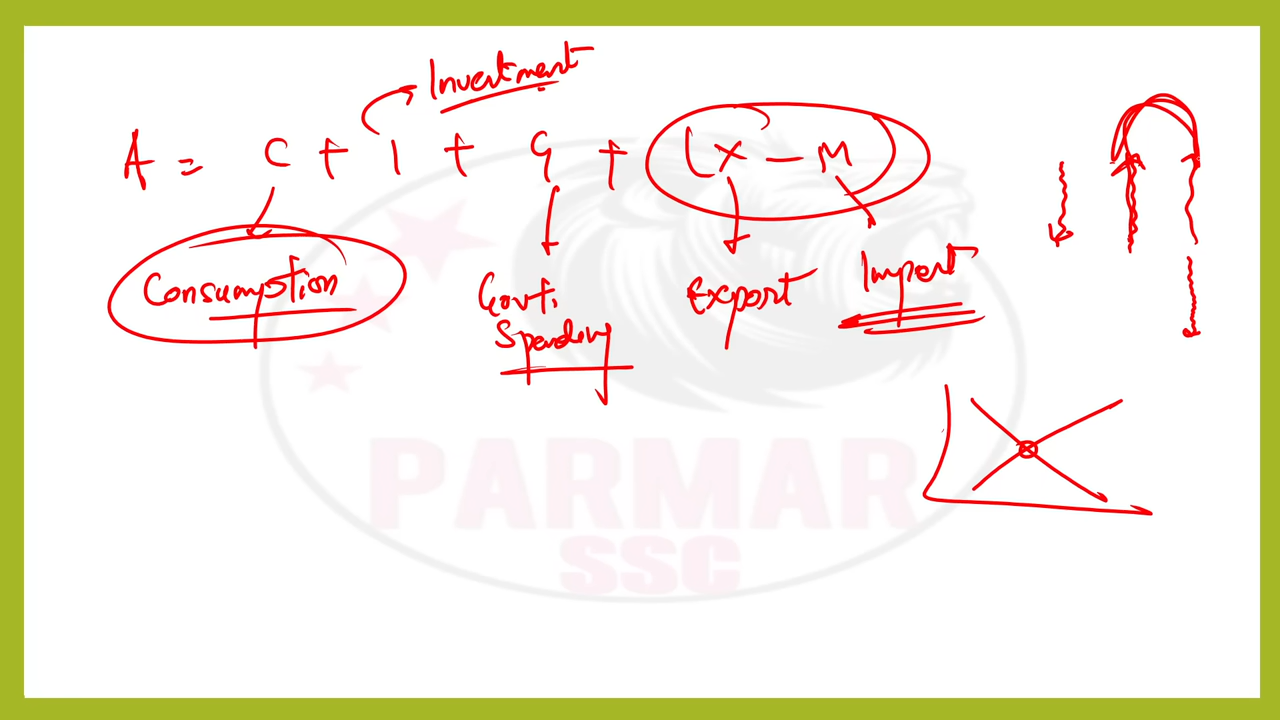 Investment
A = C + I + G + (X - M)
Consumption
Govt.
Spending
Export
Import
PARMAR
SSC